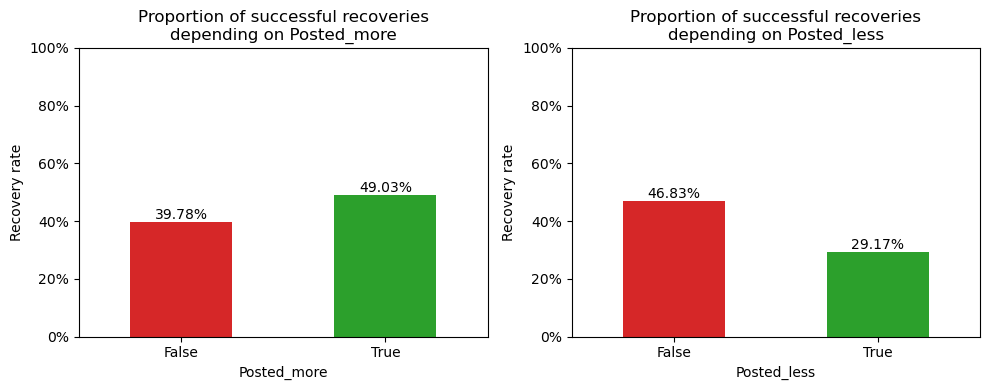 Proportion of successful recoveries
depending on Posted_more
100%
80%
60%
40%
20%
0%
Recovery rate
39.78%
49.03%
False
True
Posted_more
Proportion of successful recoveries
depending on Posted_less
100%
80%
60%
40%
20%
0%
Recovery rate
46.83%
29.17%
False
True
Posted_less